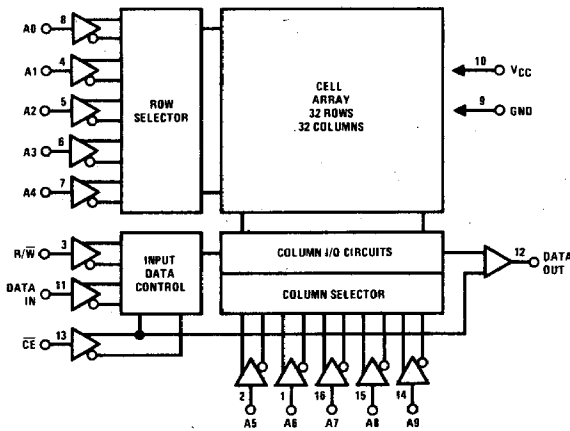 A0 8
A1 4
A2 5
A3 6
A4 7
ROW
SELECTOR
CELL
ARRAY
32 ROWS
32 COLUMNS
10 VCC
9 GND
R/W̅ 3
DATA
IN 11
C̅E̅ 13
INPUT
DATA
CONTROL
COLUMN I/O CIRCUITS
COLUMN SELECTOR
12 DATA
OUT
2 1 16 15 14
A5 A6 A7 A8 A9